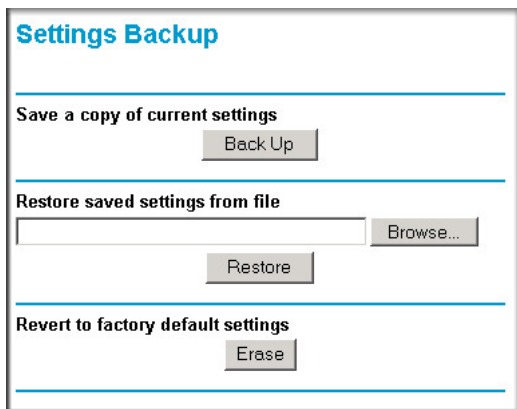 Settings Backup
Save a copy of current settings
Back Up
Restore saved settings from file
Browse...
Restore
Revert to factory default settings
Erase